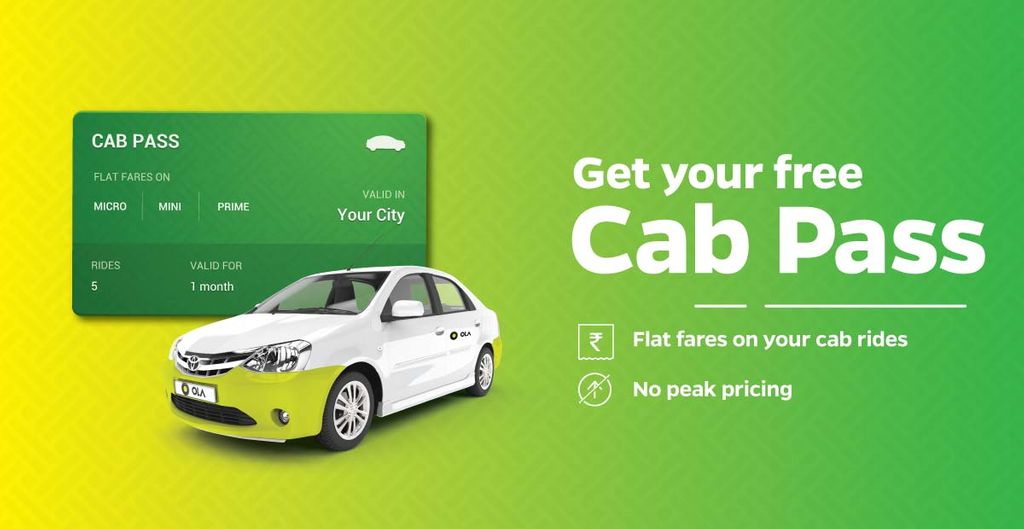 CAB PASS
FLAT FARES ON
MICRO MINI PRIME
VALID IN
Your City
RIDES VALID FOR
5 1 month
OLA
OLA
Get your free
Cab Pass
₹ Flat fares on your cab rides
No peak pricing